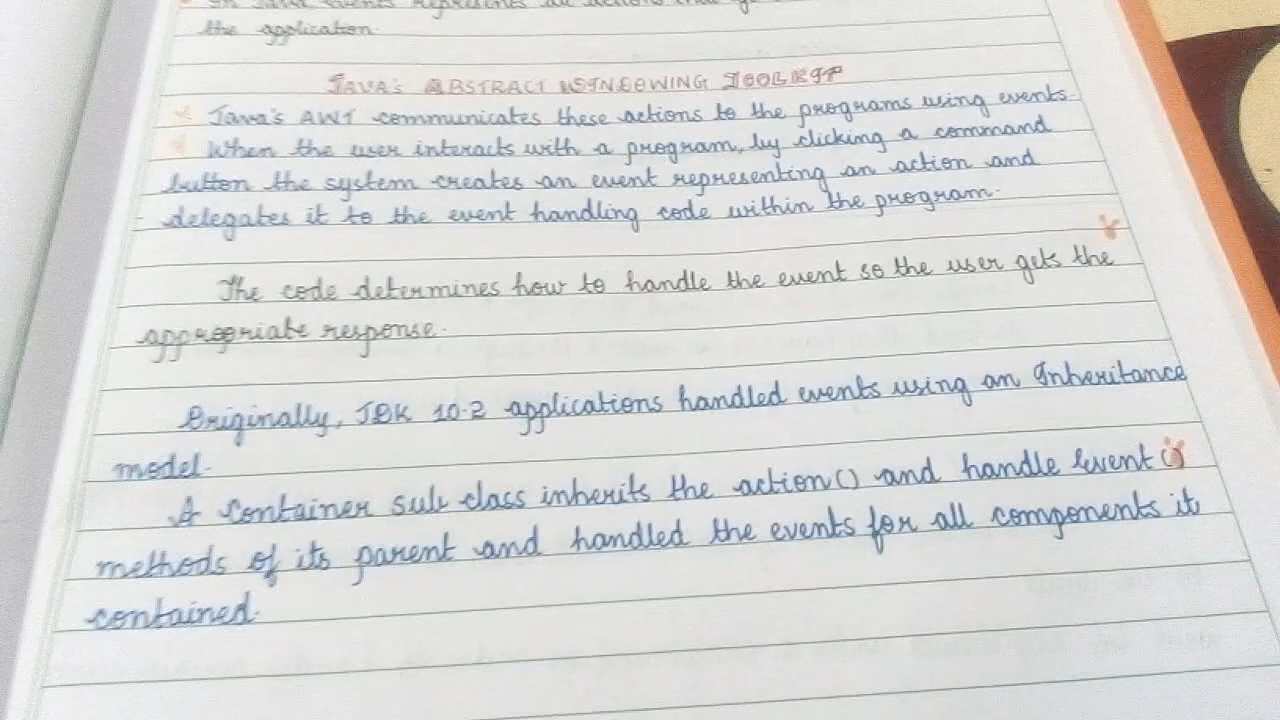 the application.
JAVA's ABSTRACT WINDOWING TOOLKIT
* Java's AWT communicates these actions to the programs using events.
* When the user interacts with a program, by clicking a command
button the system creates an event representing an action and
delegates it to the event handling code within the program.
The code determines how to handle the event so the user gets the
appropriate response.
Originally, JDK 10.2 applications handled events using an Inheritance
model.
A Container sub class inherits the action() and handle Event ()
methods of its parent and handled the events for all components it
contained.